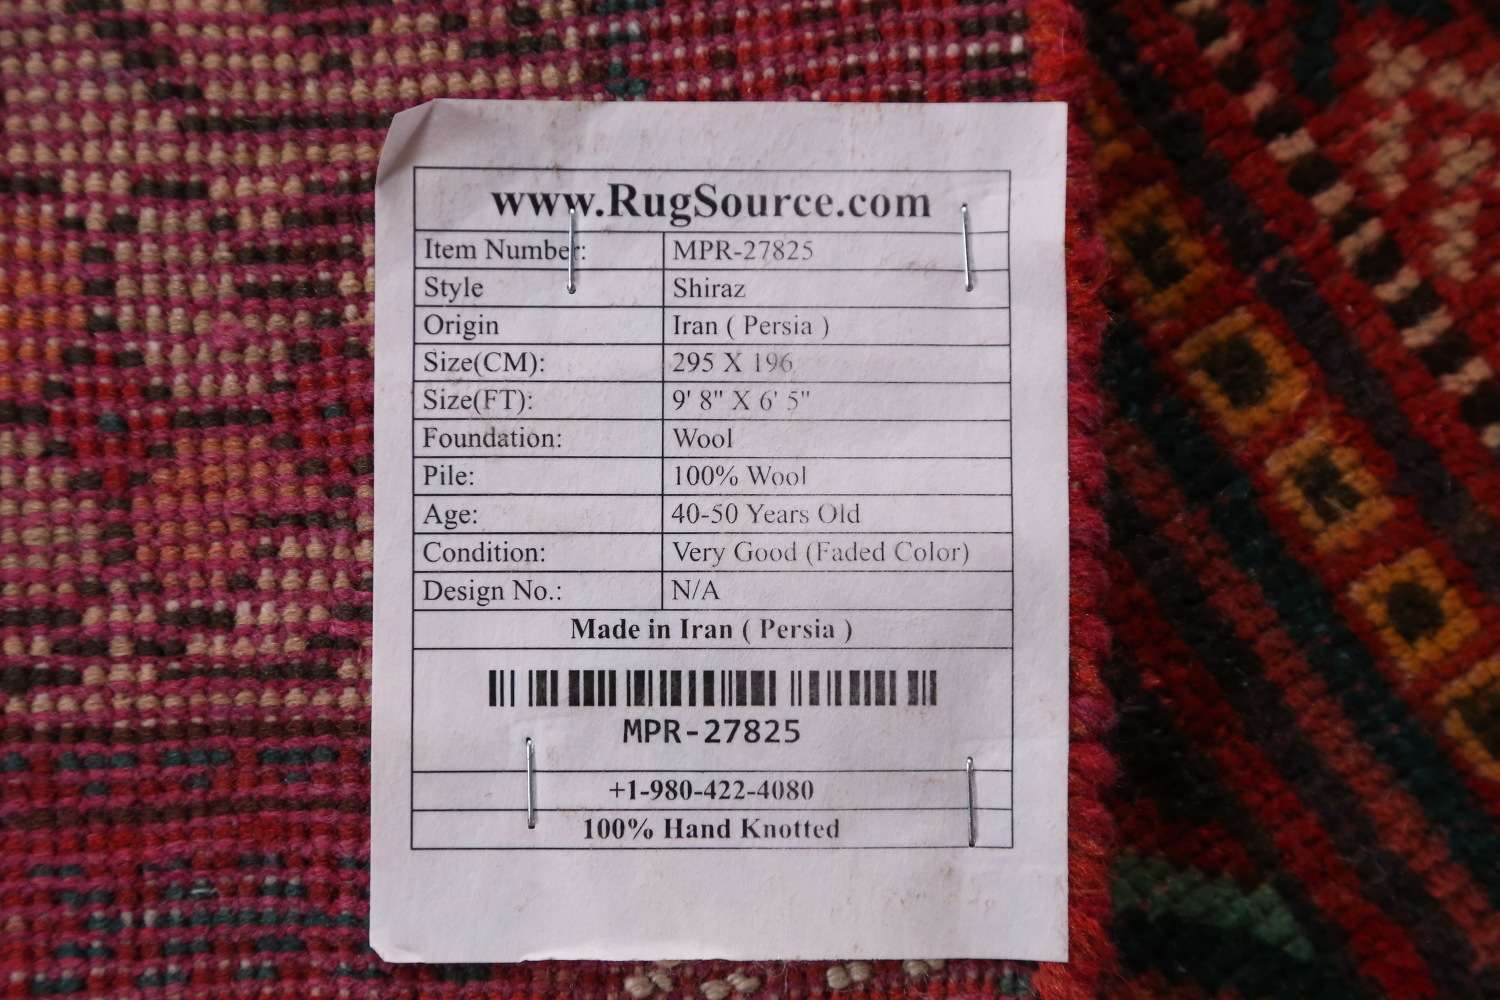 www.RugSource.com
Item Number: MPR-27825
Style Shiraz
Origin Iran ( Persia )
Size(CM): 295 X 196
Size(FT): 9' 8" X 6' 5"
Foundation: Wool
Pile: 100% Wool
Age: 40-50 Years Old
Condition: Very Good (Faded Color)
Design No.: N/A
Made in Iran ( Persia )
MPR-27825
+1-980-422-4080
100% Hand Knotted